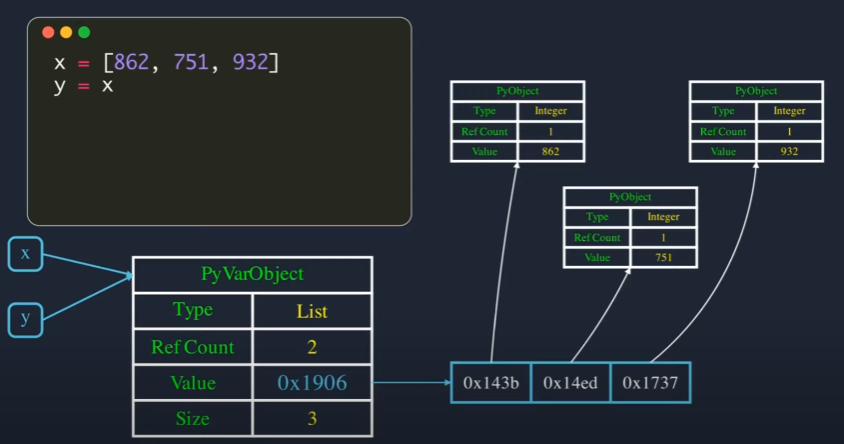 x = [862, 751, 932]
y = x
PyObject
Type Integer
Ref Count 1
Value 862
PyObject
Type Integer
Ref Count 1
Value 932
PyObject
Type Integer
Ref Count 1
Value 751
x
y
PyVarObject
Type List
Ref Count 2
Value 0x1906
Size 3
0x143b 0x14ed 0x1737